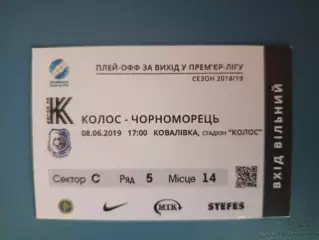 ПЛЕЙ-ОФФ ЗА ВИХІД У ПРЕМ'ЄР-ЛІГУ
СЕЗОН 2018/19
КОЛОС - ЧОРНОМОРЕЦЬ
08.06.2019 17:00 КОВАЛІВКА, СТАДІОН "КОЛОС"
Сектор С Ряд 5 Місце 14
МТК STEFES
ВХІД ВІЛЬНИЙ